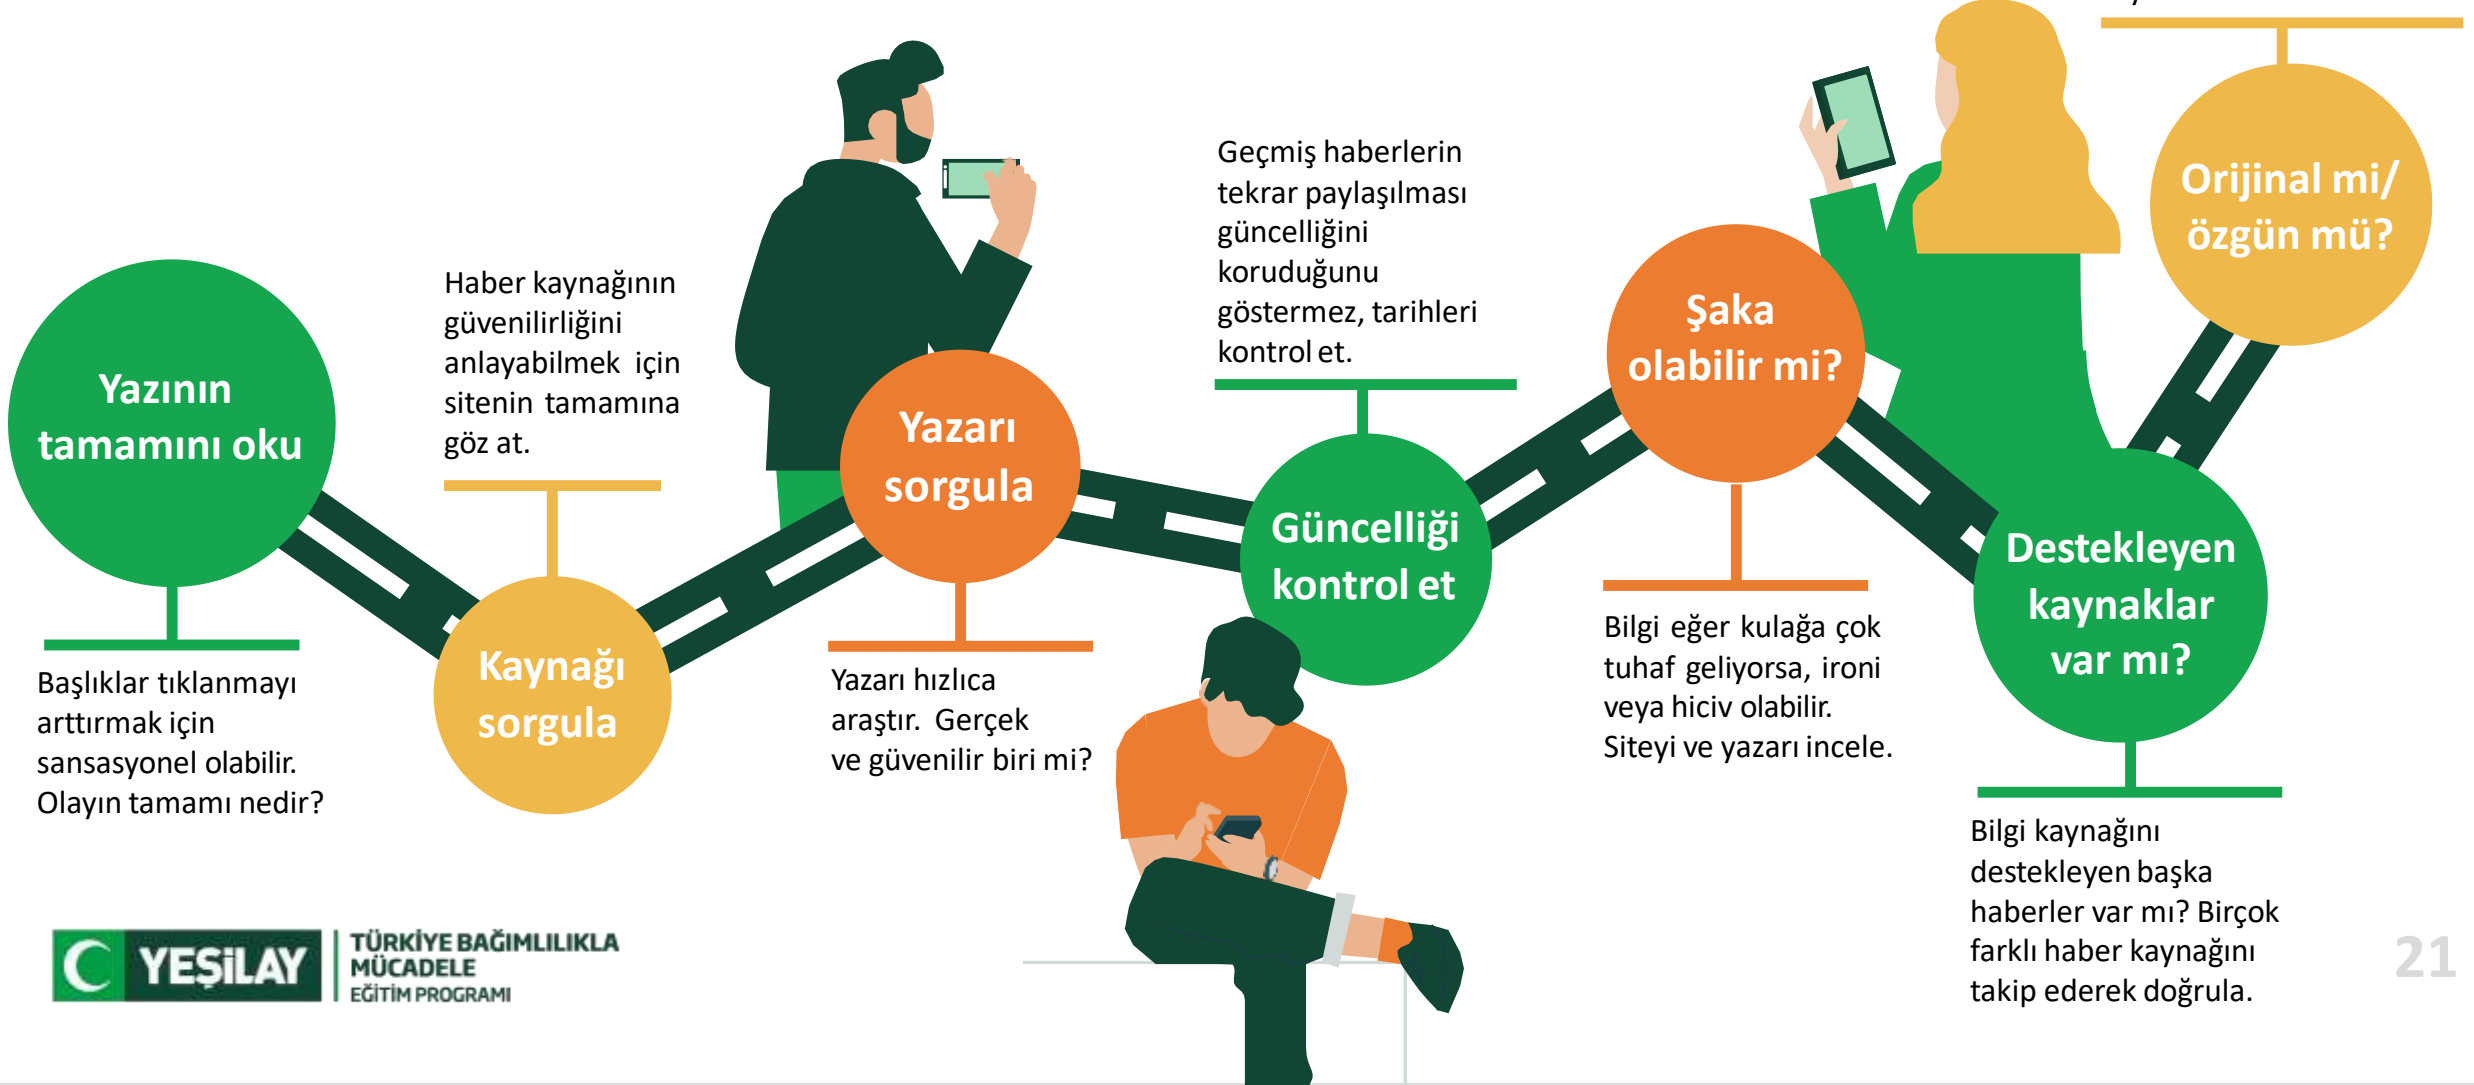 Yazının
tamamını oku
Başlıklar tıklanmayı
arttırmak için
sansasyonel olabilir.
Olayın tamamı nedir?
Haber kaynağının
güvenilirliğini
anlayabilmek için
sitenin tamamına
göz at.
Kaynağı
sorgula
Yazarı
sorgula
Yazarı hızlıca
araştır. Gerçek
ve güvenilir biri mi?
Geçmiş haberlerin
tekrar paylaşılması
güncelliğini
koruduğunu
göstermez, tarihleri
kontrol et.
Güncelliği
kontrol et
Şaka
olabilir mi?
Bilgi eğer kulağa çok
tuhaf geliyorsa, ironi
veya hiciv olabilir.
Siteyi ve yazarı incele.
Destekleyen
kaynaklar
var mı?
Bilgi kaynağını
destekleyen başka
haberler var mı? Birçok
farklı haber kaynağını
takip ederek doğrula.
Orijinal mi/
özgün mü?
YEŞİLAY
TÜRKİYE BAĞIMLILIKLA
MÜCADELE
EĞİTİM PROGRAMI
21